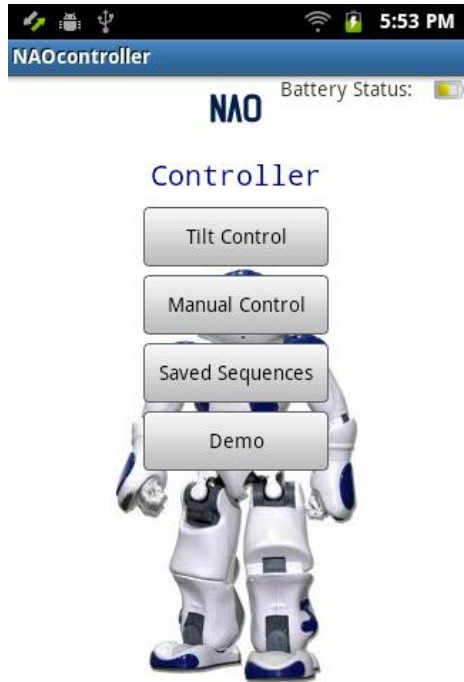 5:53 PM
NAOcontroller
Battery Status:
NAO
Controller
Tilt Control
Manual Control
Saved Sequences
Demo